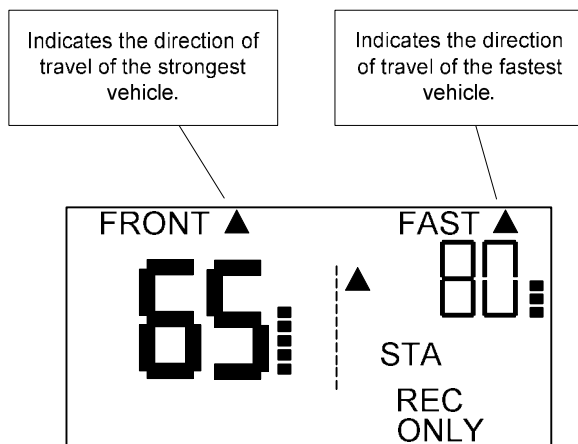 Indicates the direction of
travel of the strongest
vehicle.
Indicates the direction
of travel of the fastest
vehicle.
FRONT ▲
FAST ▲
65
80
STA
REC
ONLY